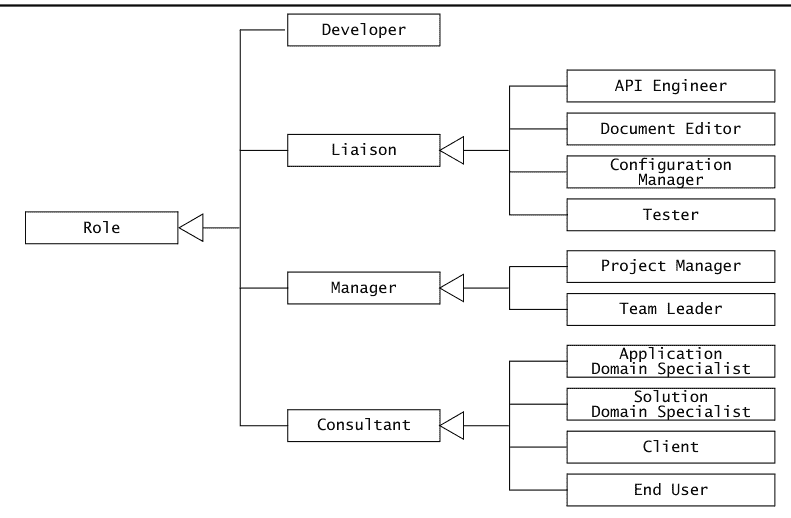 Developer
API Engineer
Document Editor
Liaison
Configuration
Manager
Tester
Role
Project Manager
Manager
Team Leader
Application
Domain Specialist
Solution
Domain Specialist
Consultant
Client
End User